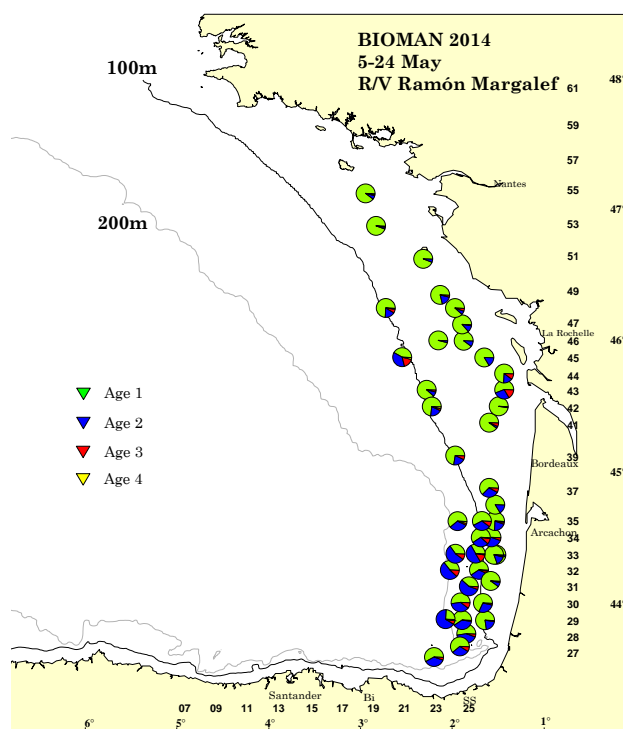 BIOMAN 2014
5-24 May
R/V Ramón Margalef
100m
200m
Age 1
Age 2
Age 3
Age 4
Nantes
La Rochelle
Bordeaux
Arcachon
Santander
Bi
SS
61
59
57
55
53
51
49
47
46
45
44
43
42
41
39
37
35
34
33
32
31
30
29
28
27
48°
47°
46°
45°
44°
07 09 11 13 15 17 19 21 23 25
6° 5° 4° 3° 2° 1°